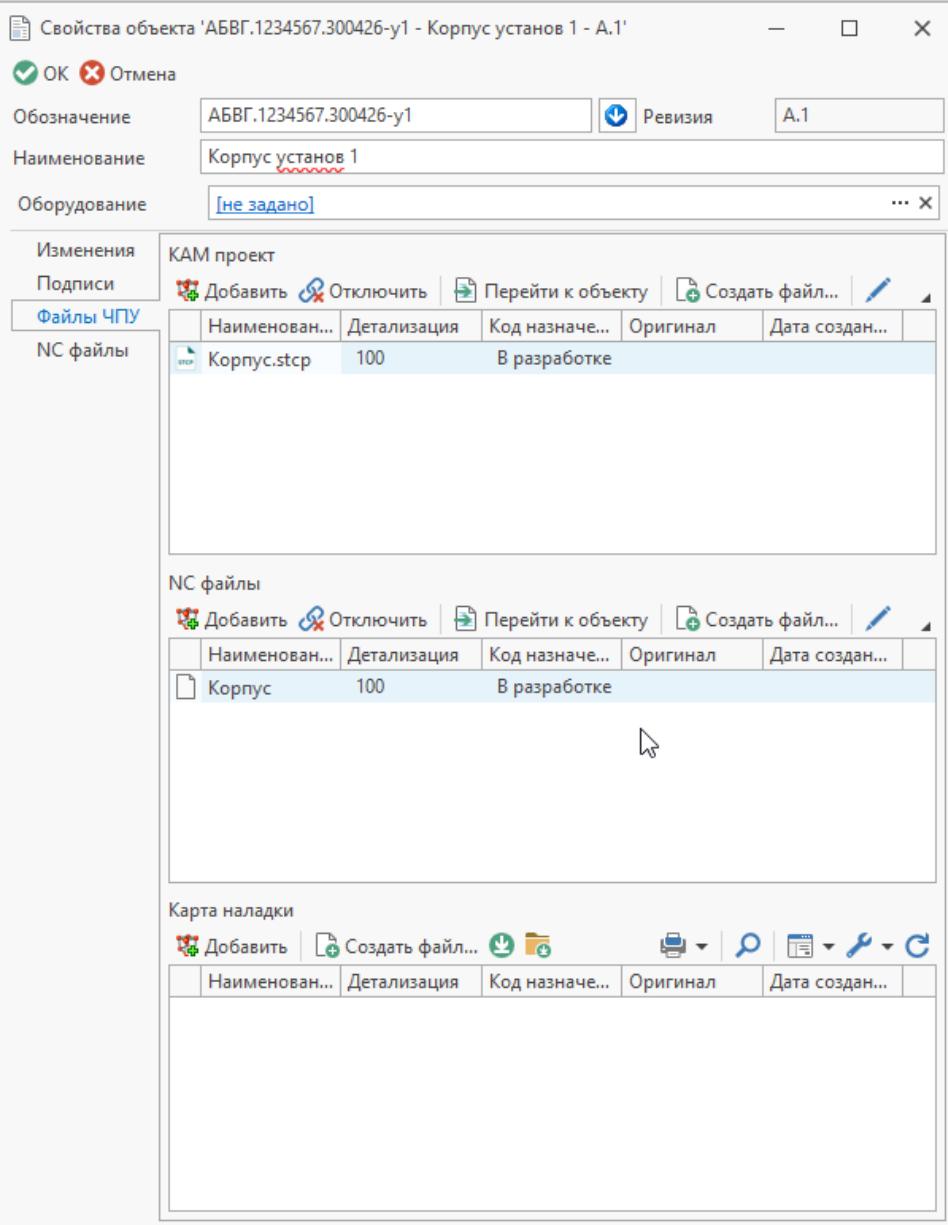 Свойства объекта 'АБВГ.1234567.300426-у1 - Корпус установ 1 - А.1'
ОК Отмена
Обозначение АБВГ.1234567.300426-у1 Ревизия А.1
Наименование Корпус установ 1
Оборудование [не задано] ...
Изменения
Подписи
Файлы ЧПУ
NC файлы
КАМ проект
Добавить Отключить Перейти к объекту Создать файл...
Наименован... Детализация Код назначе... Оригинал Дата создан...
STCP Корпус.stcp 100 В разработке
NC файлы
Добавить Отключить Перейти к объекту Создать файл...
Наименован... Детализация Код назначе... Оригинал Дата создан...
Корпус 100 В разработке
Карта наладки
Добавить Создать файл...
Наименован... Детализация Код назначе... Оригинал Дата создан...